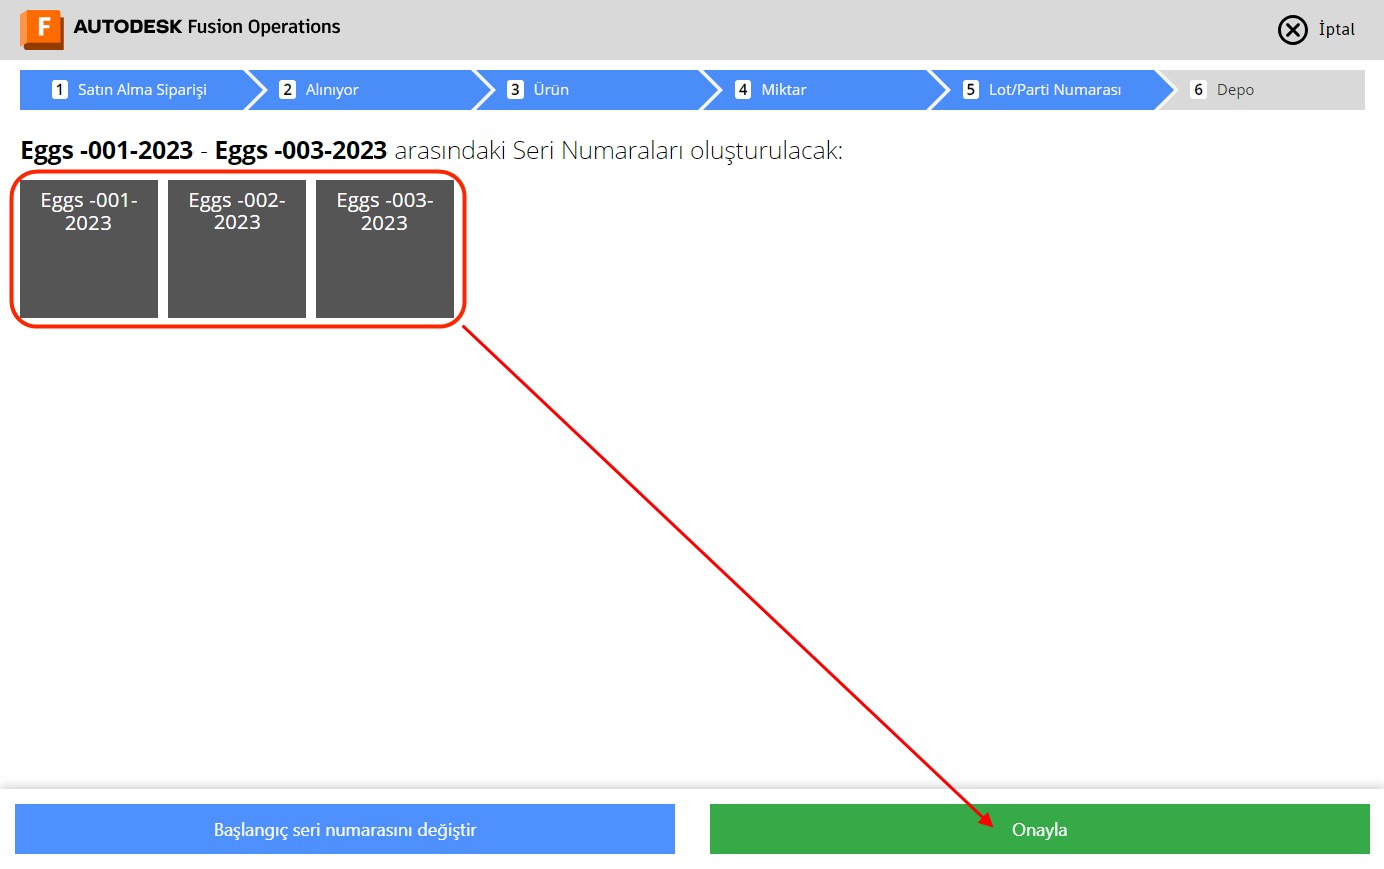 F AUTODESK Fusion Operations
İptal
1 Satın Alma Siparişi 2 Alınıyor 3 Ürün 4 Miktar 5 Lot/Parti Numarası 6 Depo
Eggs -001-2023 - Eggs -003-2023 arasındaki Seri Numaraları oluşturulacak:
Eggs -001-
2023
Eggs -002-
2023
Eggs -003-
2023
Başlangıç seri numarasını değiştir
Onayla